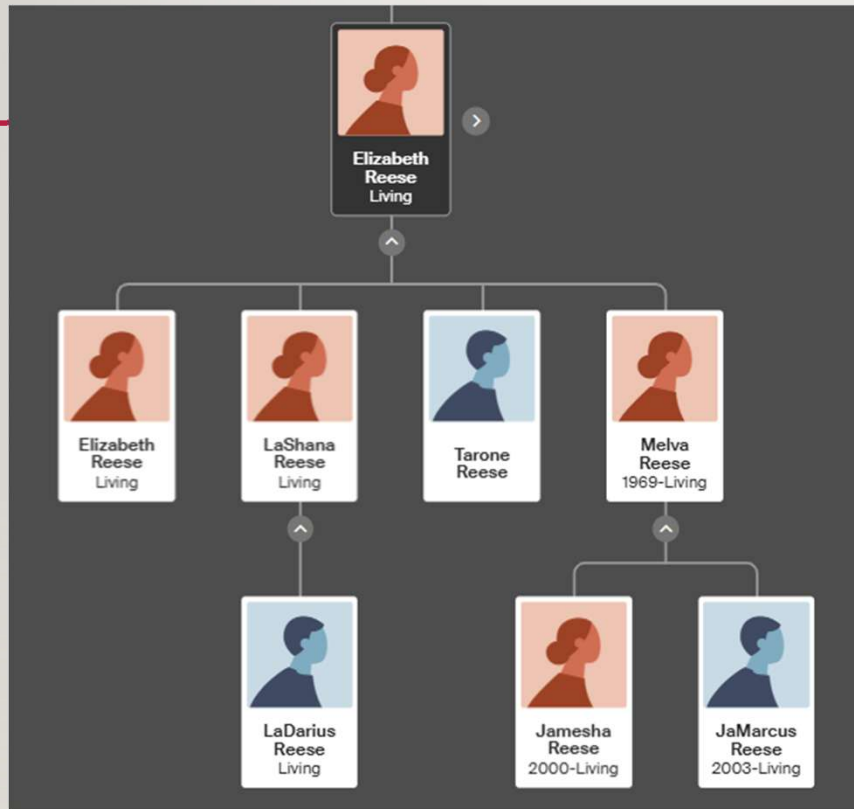 Elizabeth
Reese
Living
Elizabeth
Reese
Living
LaShana
Reese
Living
Tarone
Reese
Melva
Reese
1969-Living
LaDarius
Reese
Living
Jamesha
Reese
2000-Living
JaMarcus
Reese
2003-Living